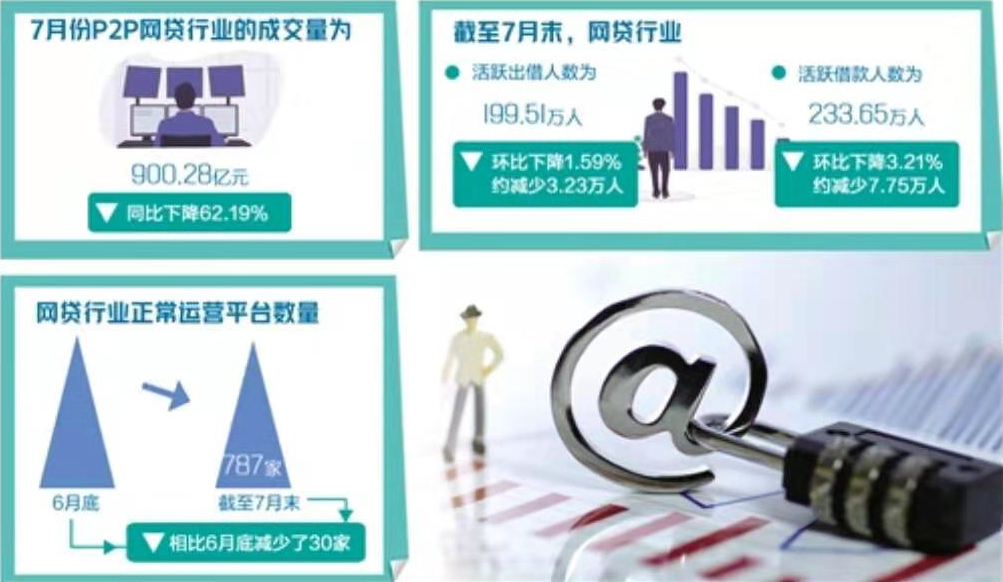 7月份P2P网贷行业的成交量为
900.28亿元
同比下降62.19%
截至7月末，网贷行业
活跃出借人数为
199.51万人
环比下降1.59%
约减少3.23万人
活跃借款人数为
233.65万人
环比下降3.21%
约减少7.75万人
网贷行业正常运营平台数量
787家
6月底
截至7月末
相比6月底减少了30家
@